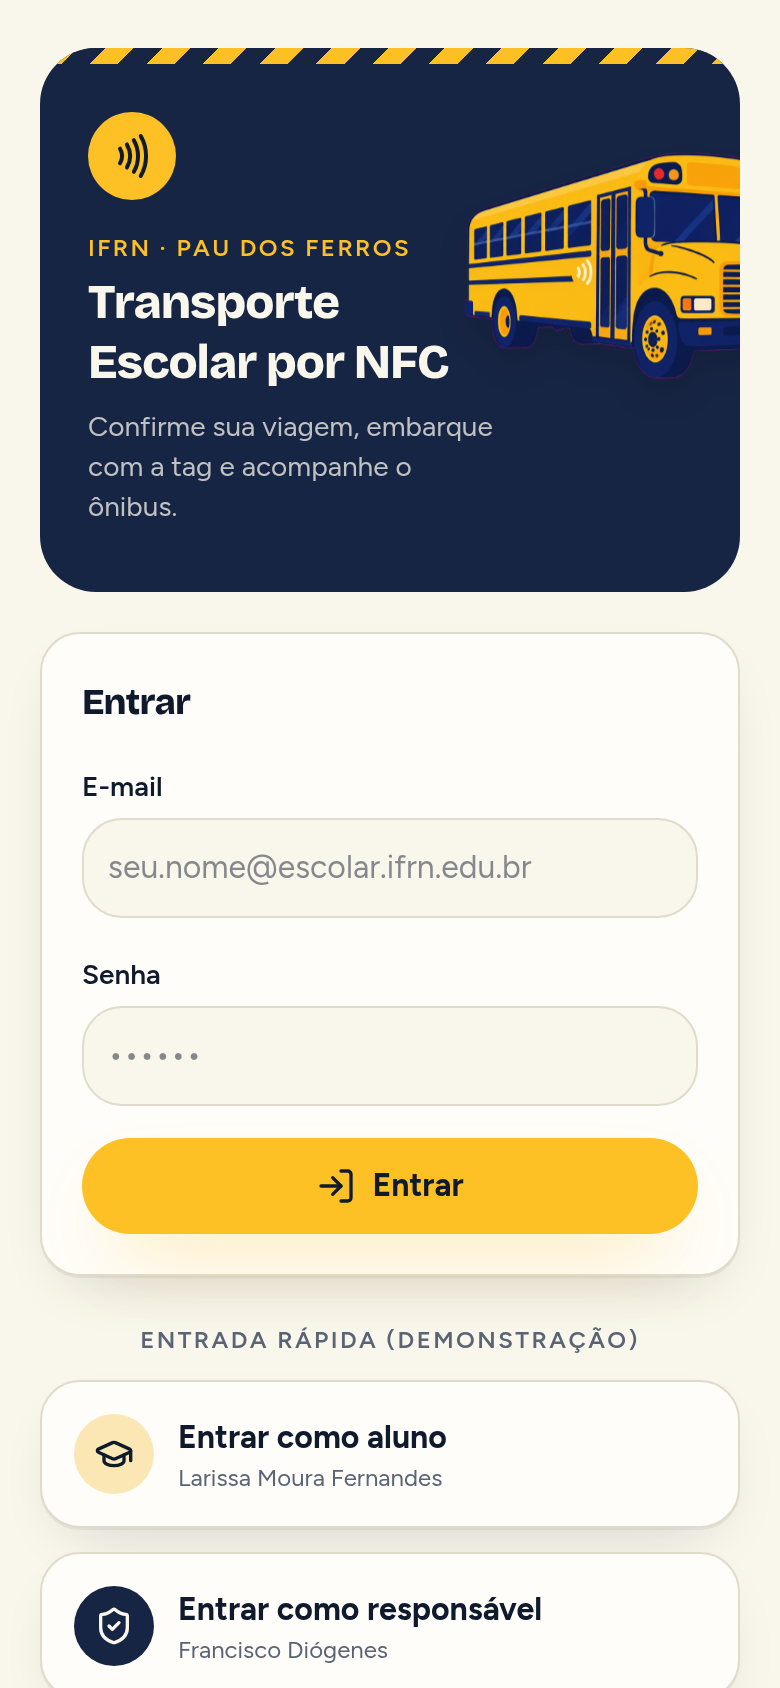 IFRN · PAU DOS FERROS
Transporte
Escolar por NFC
Confirme sua viagem, embarque
com a tag e acompanhe o
ônibus.
Entrar
E-mail
seu.nome@escolar.ifrn.edu.br
Senha
••••••
Entrar
ENTRADA RÁPIDA (DEMONSTRAÇÃO)
Entrar como aluno
Larissa Moura Fernandes
Entrar como responsável
Francisco Diógenes